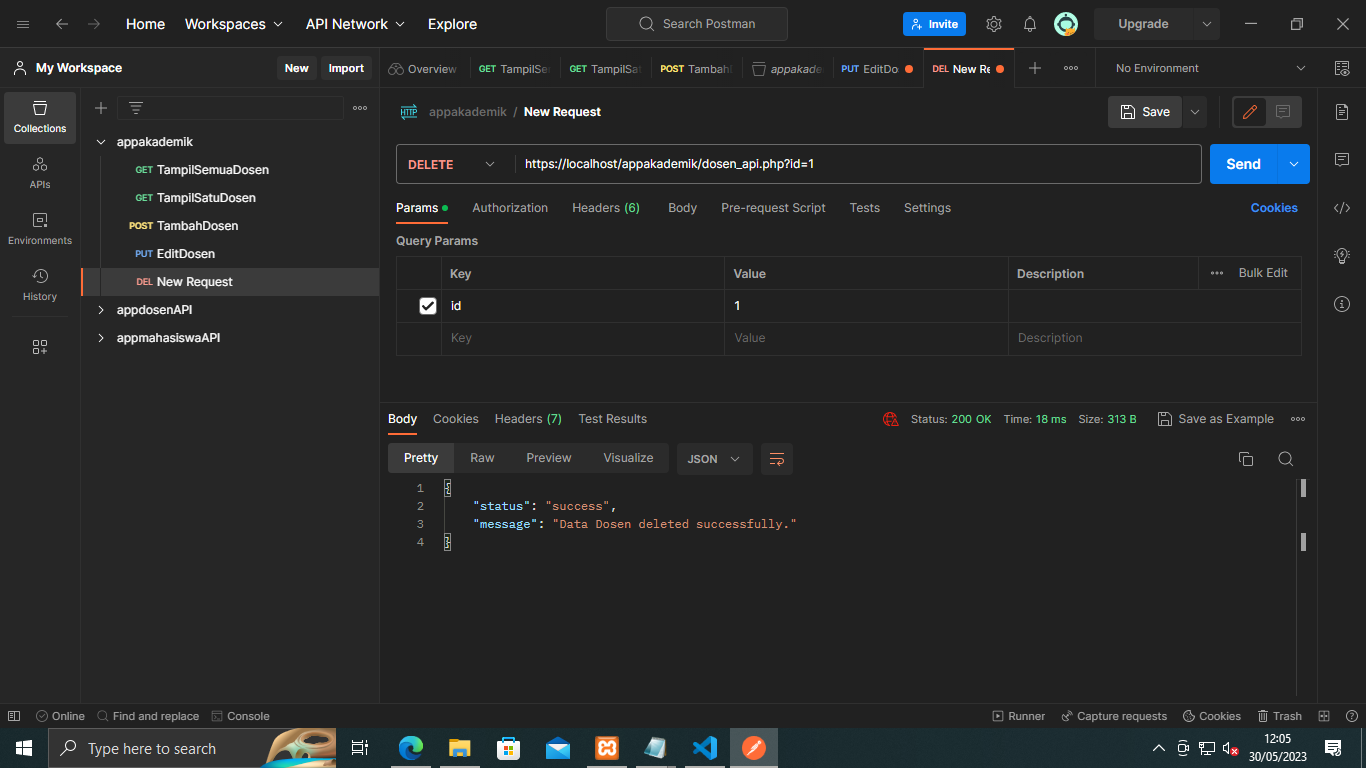 Home Workspaces API Network Explore Search Postman Invite Upgrade
My Workspace New Import Overview GET TampilSe GET TampilSat POST Tambah appakade PUT EditDo DEL New Re No Environment
appakademik / New Request Save
Collections
APIs
Environments
History
appakademik
GET TampilSemuaDosen
GET TampilSatuDosen
POST TambahDosen
PUT EditDosen
DEL New Request
appdosenAPI
appmahasiswaAPI
HTTP
DELETE https://localhost/appakademik/dosen_api.php?id=1 Send
Params Authorization Headers (6) Body Pre-request Script Tests Settings Cookies
Query Params
Key Value Description Bulk Edit
id 1
Key Value Description
Body Cookies Headers (7) Test Results Status: 200 OK Time: 18 ms Size: 313 B Save as Example
Pretty Raw Preview Visualize JSON
1 {
2 "status": "success",
3 "message": "Data Dosen deleted successfully."
4 }
Online Find and replace Console Runner Capture requests Cookies Trash
Type here to search
12:05
30/05/2023